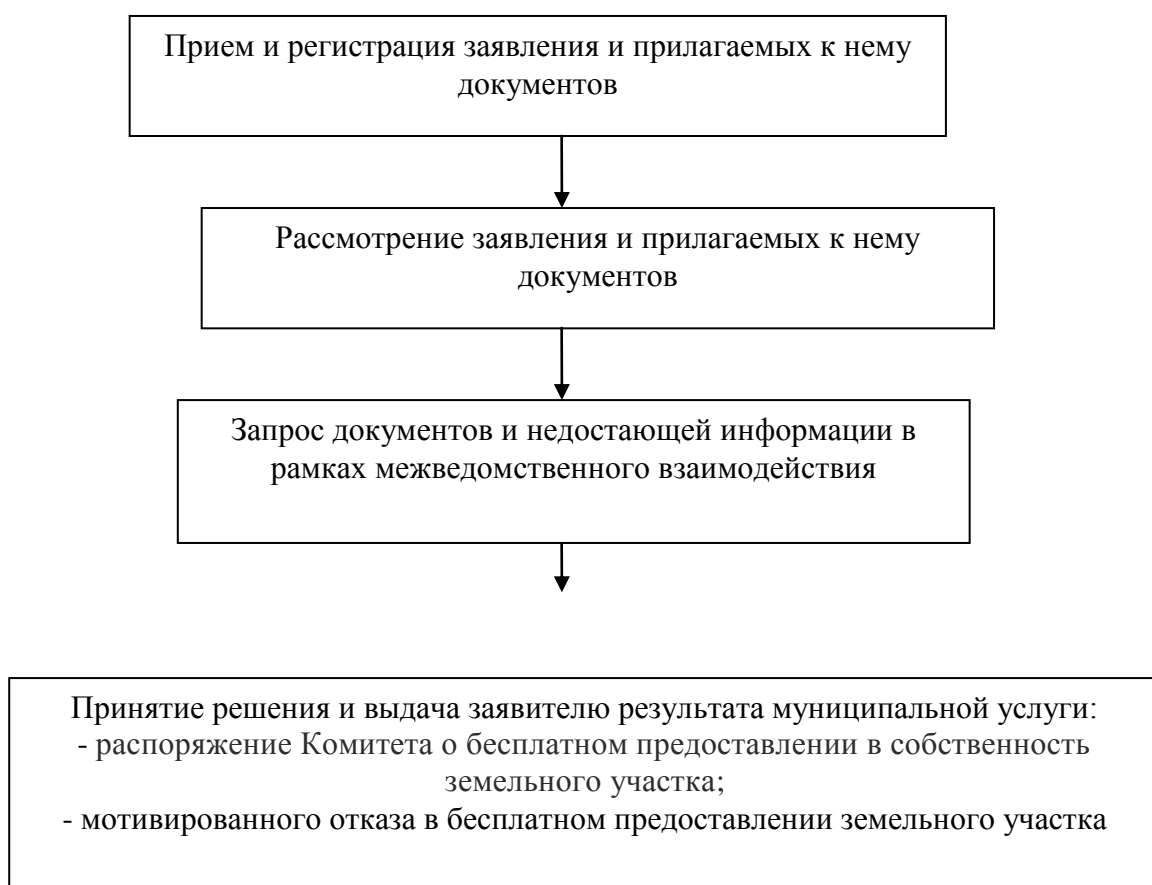 Прием и регистрация заявления и прилагаемых к нему
документов
Рассмотрение заявления и прилагаемых к нему
документов
Запрос документов и недостающей информации в
рамках межведомственного взаимодействия
Принятие решения и выдача заявителю результата муниципальной услуги:
- распоряжение Комитета о бесплатном предоставлении в собственность
земельного участка;
- мотивированного отказа в бесплатном предоставлении земельного участка